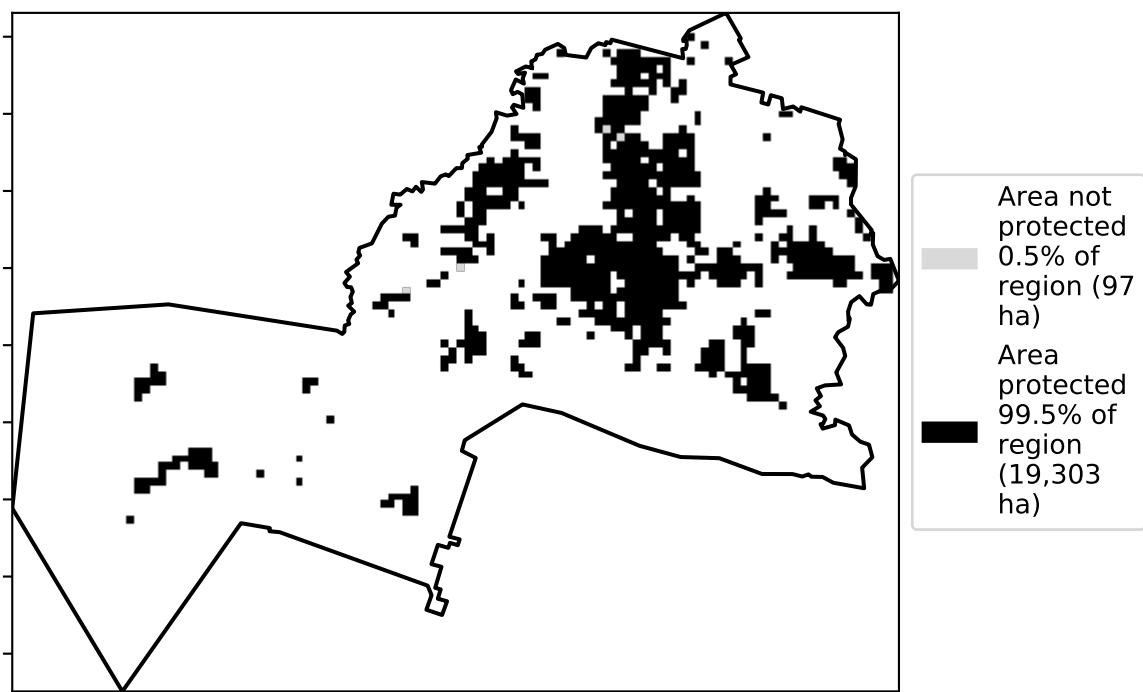 Area not
protected
0.5% of
region (97
ha)
Area
protected
99.5% of
region
(19,303
ha)